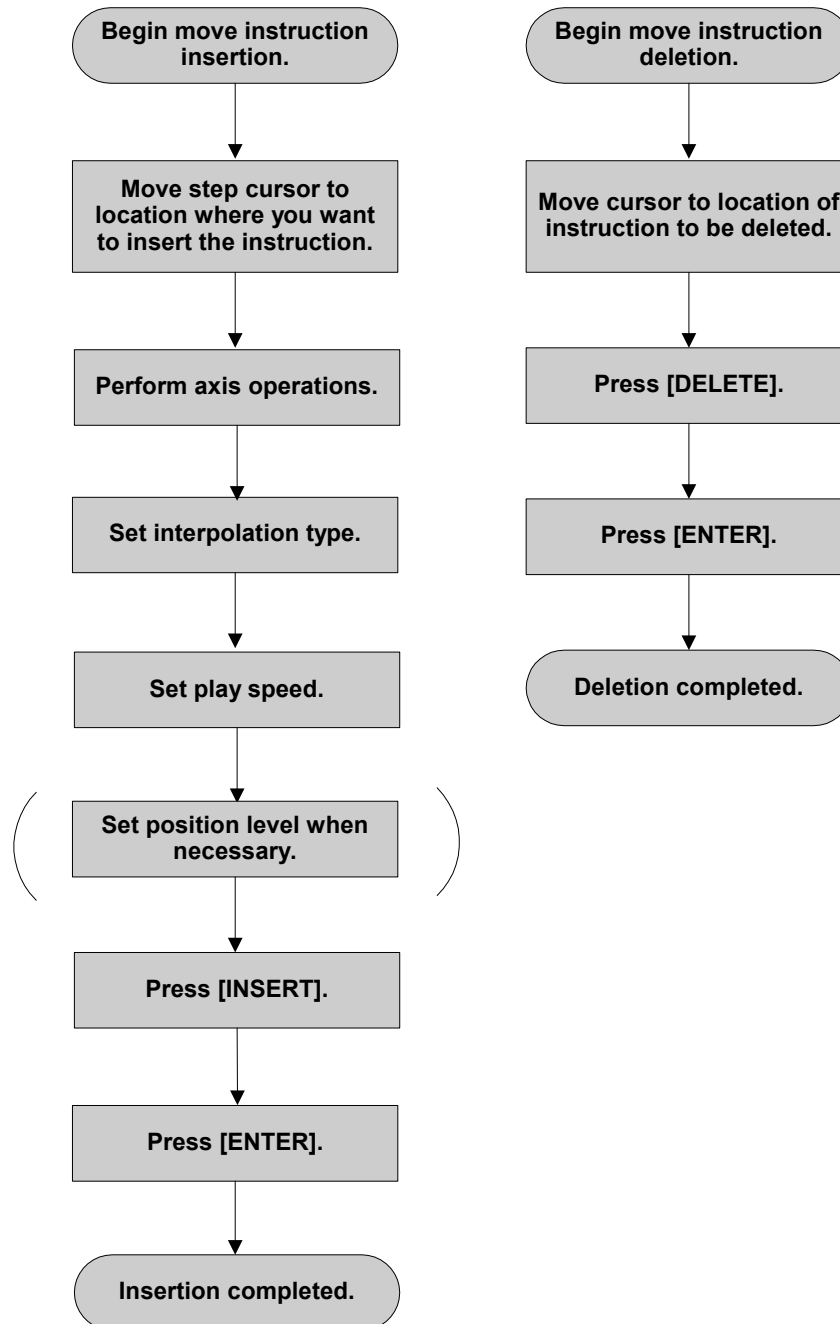 Begin move instruction
insertion.
Move step cursor to
location where you want
to insert the instruction.
Perform axis operations.
Set interpolation type.
Set play speed.
Set position level when
necessary.
Press [INSERT].
Press [ENTER].
Insertion completed.
Begin move instruction
deletion.
Move cursor to location of
instruction to be deleted.
Press [DELETE].
Press [ENTER].
Deletion completed.